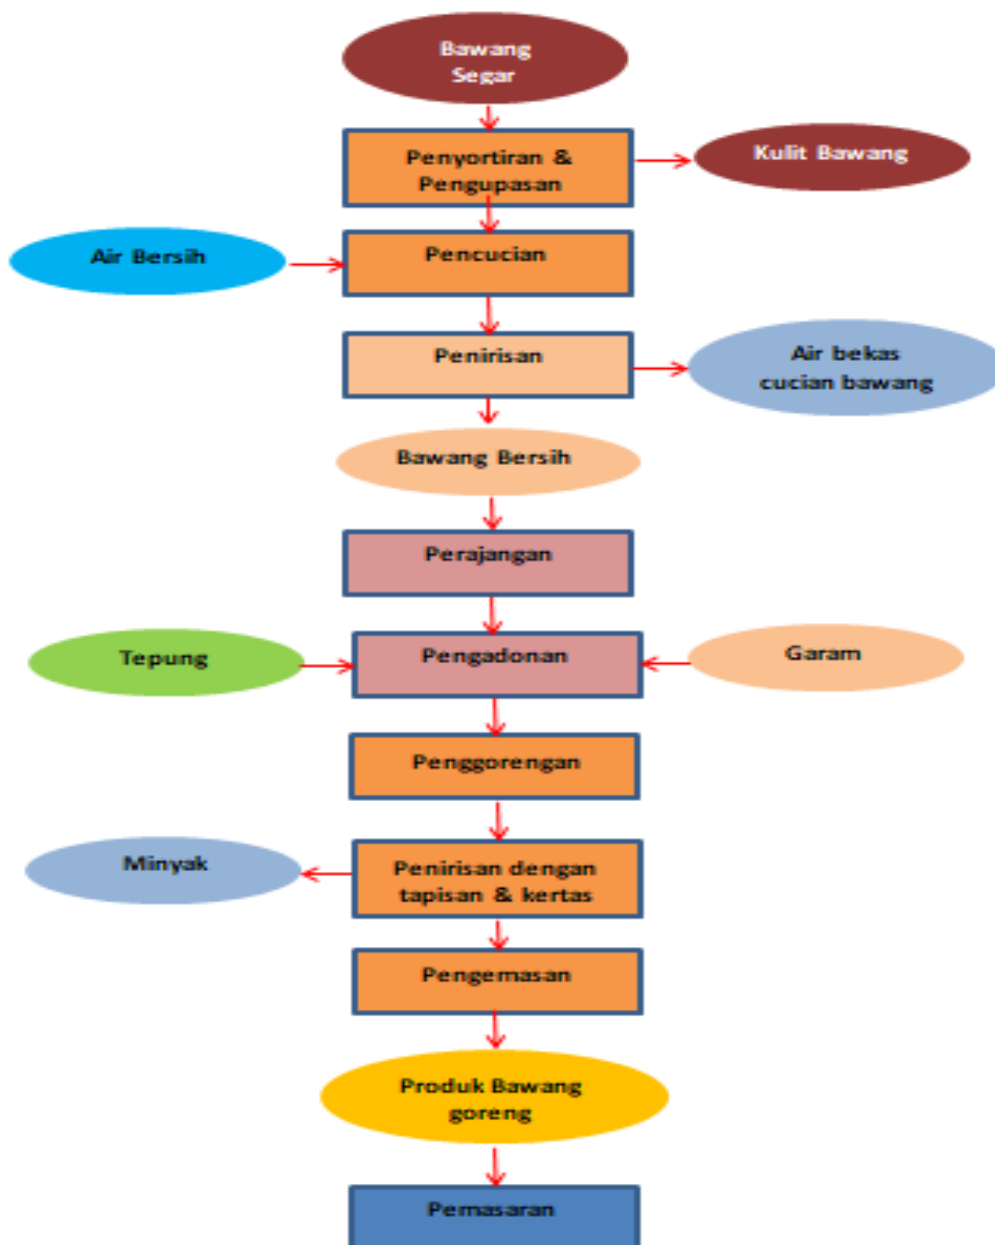 Bawang
Segar
Penyortiran &
Pengupasan
Kulit Bawang
Air Bersih
Pencucian
Penirisan
Air bekas
cucian bawang
Bawang Bersih
Perajangan
Tepung
Pengadonan
Garam
Penggorengan
Minyak
Penirisan dengan
tapisan & kertas
Pengemasan
Produk Bawang
goreng
Pemasaran